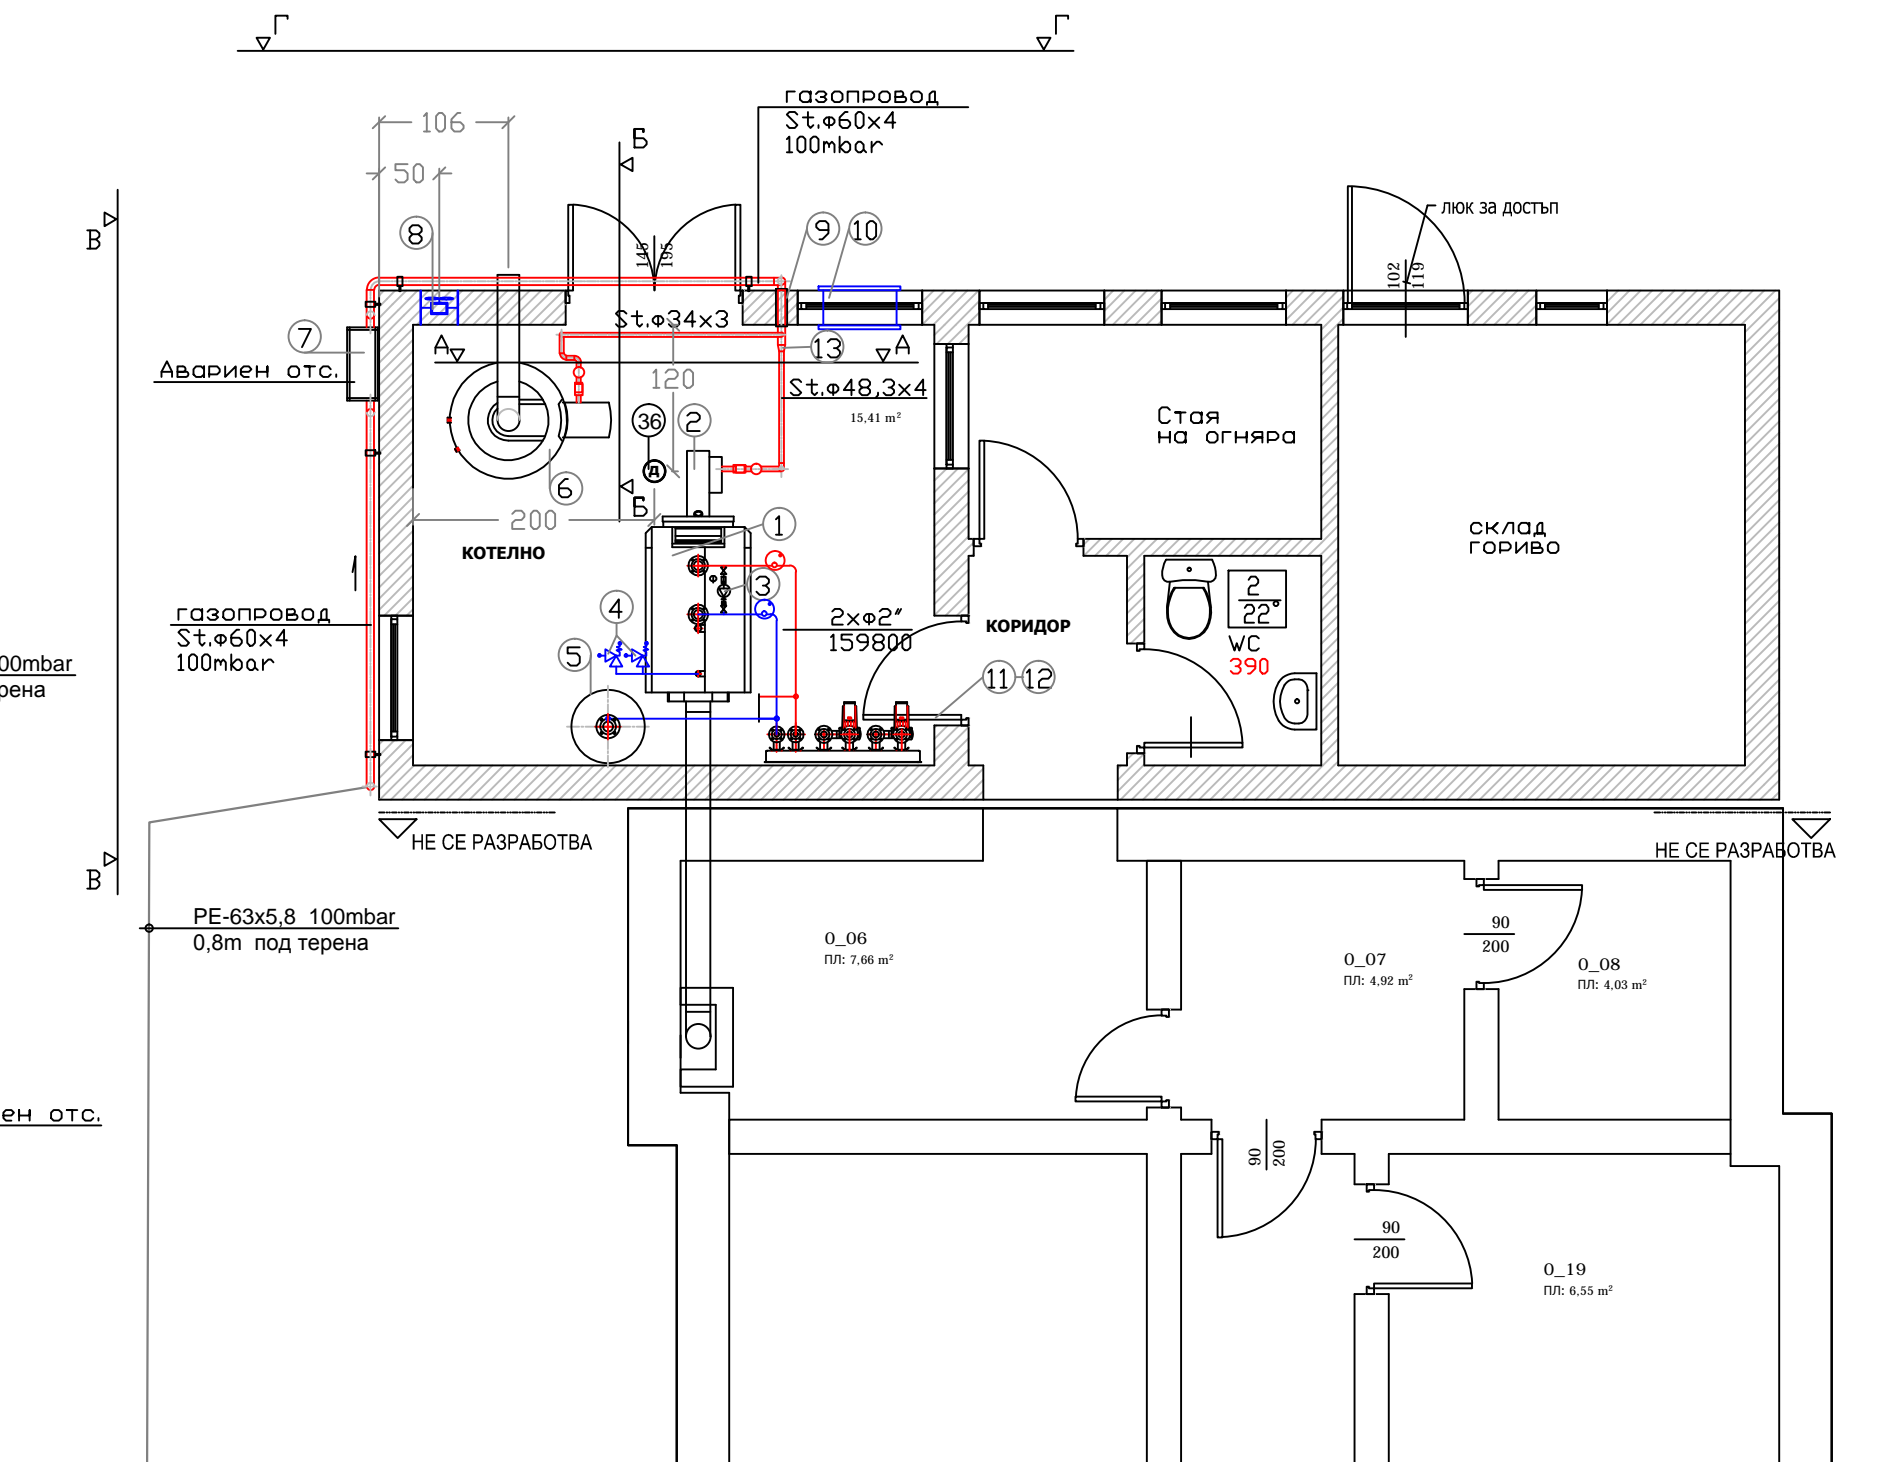 Г
Г
газопровод
St.φ60x4
100mbar
106
Б
50
люк за достъп
В
8
9
10
145
195
102
119
St.φ34x3
7
А
А
13
Авариен отс.
120
St.φ48,3x4
15,41 m²
36
2
Стая
на огняра
Д
6
Б
200
1
склад
гориво
КОТЕЛНО
3
2
22°
4
газопровод
St.φ60x4
100mbar
2xφ2"
159800
КОРИДОР
WC
390
5
00mbar
рена
11
12
НЕ СЕ РАЗРАБОТВА
НЕ СЕ РАЗРАБОТВА
В
PE-63x5,8 100mbar
0,8m под терена
0_06
ПЛ: 7,66 m²
0_07
ПЛ: 4,92 m²
90
200
0_08
ПЛ: 4,03 m²
ен отс.
90
200
90
200
0_19
ПЛ: 6,55 m²